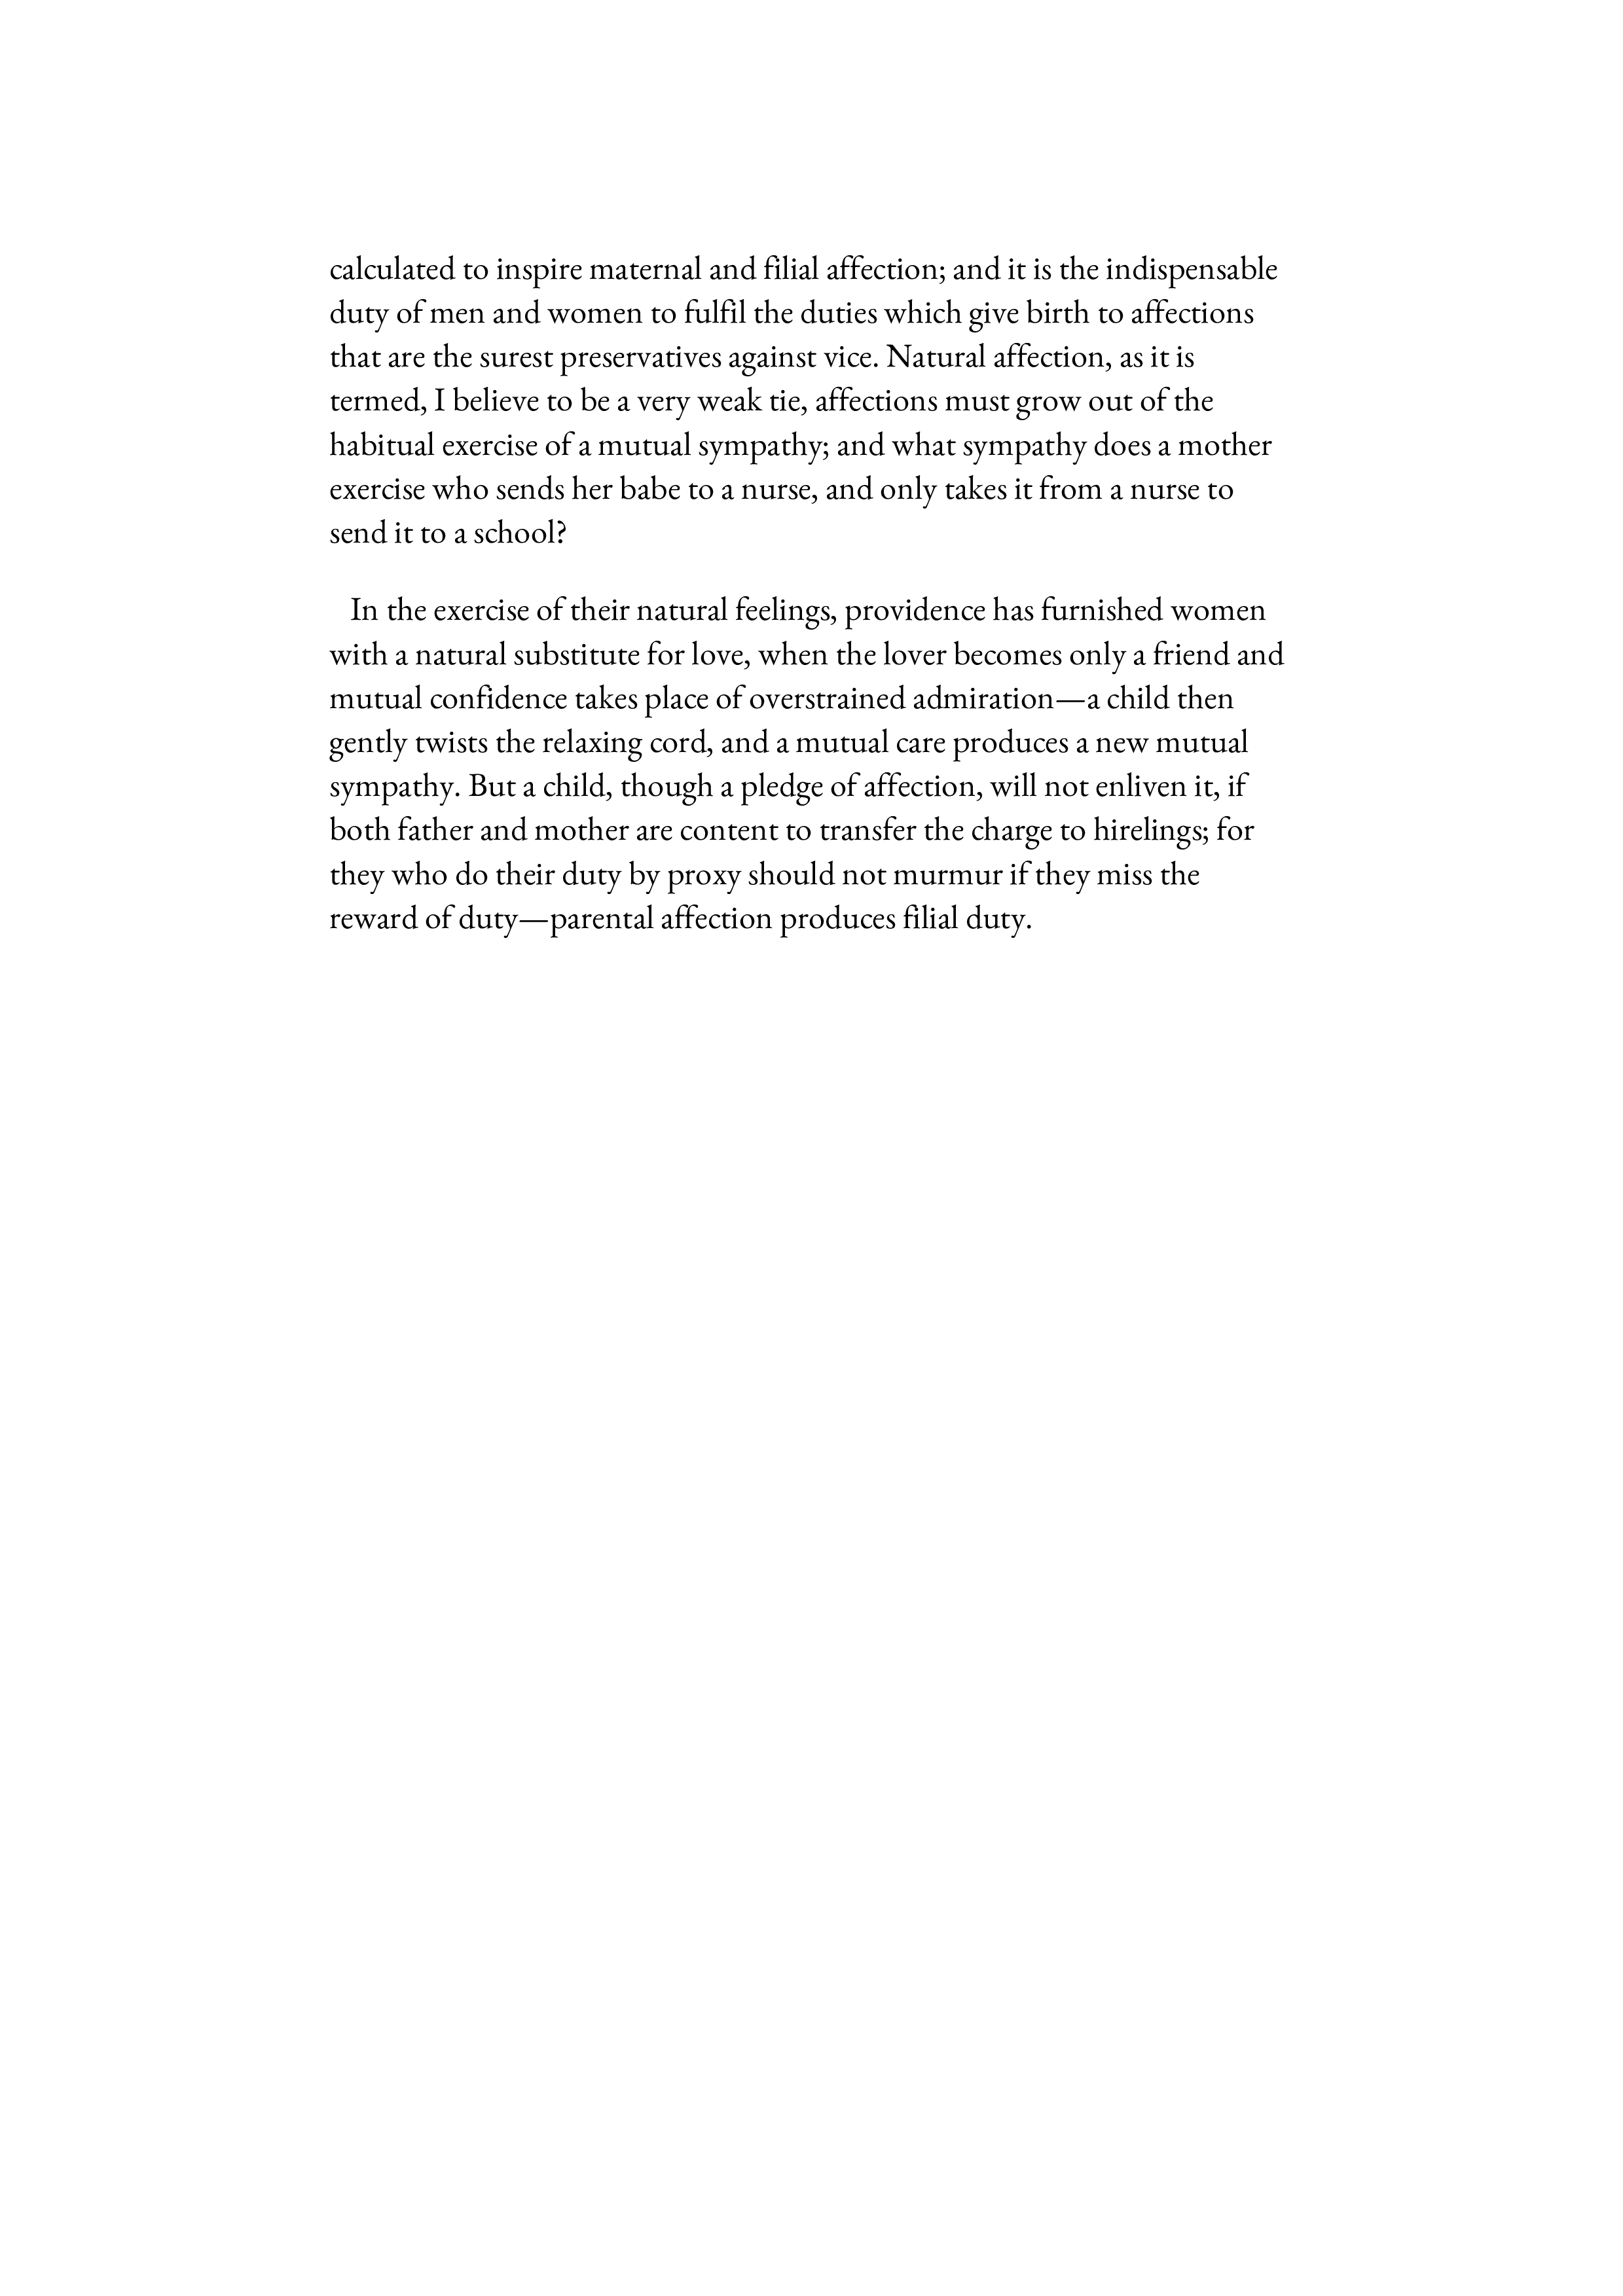 calculated to inspire maternal and filial affection; and it is the indispensable
duty of men and women to fulfil the duties which give birth to affections
that are the surest preservatives against vice. Natural affection, as it is
termed, I believe to be a very weak tie, affections must grow out of the
habitual exercise of a mutual sympathy; and what sympathy does a mother
exercise who sends her babe to a nurse, and only takes it from a nurse to
send it to a school?
In the exercise of their natural feelings, providence has furnished women
with a natural substitute for love, when the lover becomes only a friend and
mutual confidence takes place of overstrained admiration—a child then
gently twists the relaxing cord, and a mutual care produces a new mutual
sympathy. But a child, though a pledge of affection, will not enliven it, if
both father and mother are content to transfer the charge to hirelings; for
they who do their duty by proxy should not murmur if they miss the
reward of duty—parental affection produces filial duty.